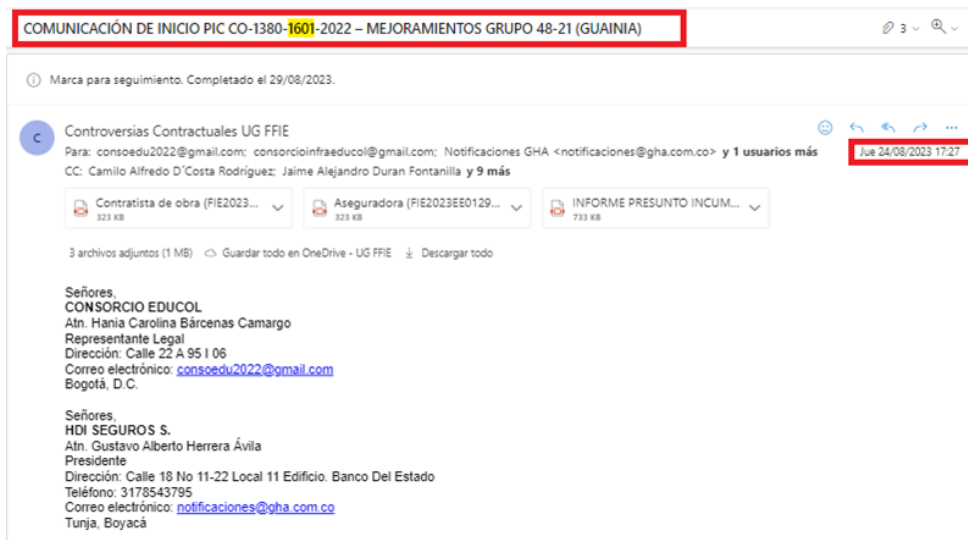 COMUNICACIÓN DE INICIO PIC CO-1380-1601-2022 – MEJORAMIENTOS GRUPO 48-21 (GUAINIA)
3
Marca para seguimiento. Completado el 29/08/2023.
C
Controversias Contractuales UG FFIE
Para: consoedu2022@gmail.com; consorcioinfraeducol@gmail.com; Notificaciones GHA <notificaciones@gha.com.co> y 1 usuarios más
Jue 24/08/2023 17:27
CC: Camilo Alfredo D´Costa Rodríguez; Jaime Alejandro Duran Fontanilla y 9 más
Contratista de obra (FIE2023...
323 KB
Aseguradora (FIE2023EE0129...
323 KB
INFORME PRESUNTO INCUM...
733 KB
3 archivos adjuntos (1 MB) Guardar todo en OneDrive - UG FFIE Descargar todo
Señores,
CONSORCIO EDUCOL
Atn. Hania Carolina Bárcenas Camargo
Representante Legal
Dirección: Calle 22 A 95 I 06
Correo electrónico: consoedu2022@gmail.com
Bogotá, D.C.
Señores,
HDI SEGUROS S.
Atn. Gustavo Alberto Herrera Ávila
Presidente
Dirección: Calle 18 No 11-22 Local 11 Edificio. Banco Del Estado
Teléfono: 3178543795
Correo electrónico: notificaciones@gha.com.co
Tunja, Boyacá